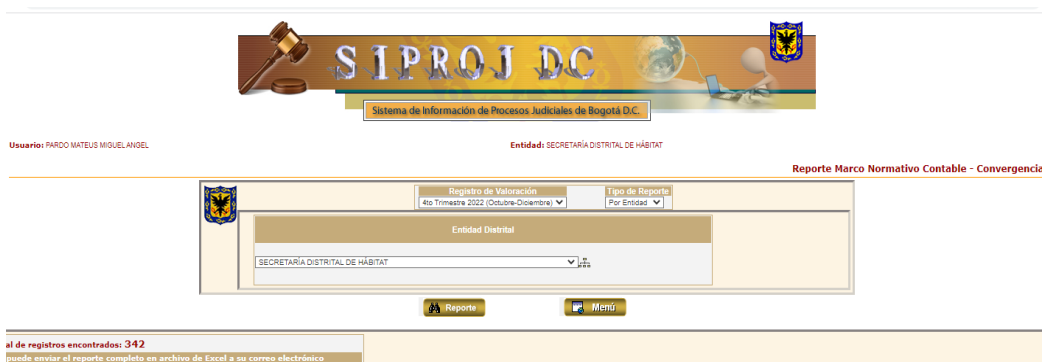 SIPROJ DC
Sistema de Información de Procesos Judiciales de Bogotá D.C.
Usuario: PARDO MATEUS MIGUEL ANGEL Entidad: SECRETARÍA DISTRITAL DE HÁBITAT
Reporte Marco Normativo Contable - Convergencia
Registro de Valoración Tipo de Reporte
4to Trimestre 2022 (Octubre-Diciembre) Por Entidad
Entidad Distrital
SECRETARÍA DISTRITAL DE HÁBITAT
Reporte Menú
al de registros encontrados: 342
puede enviar el reporte completo en archivo de Excel a su correo electrónico